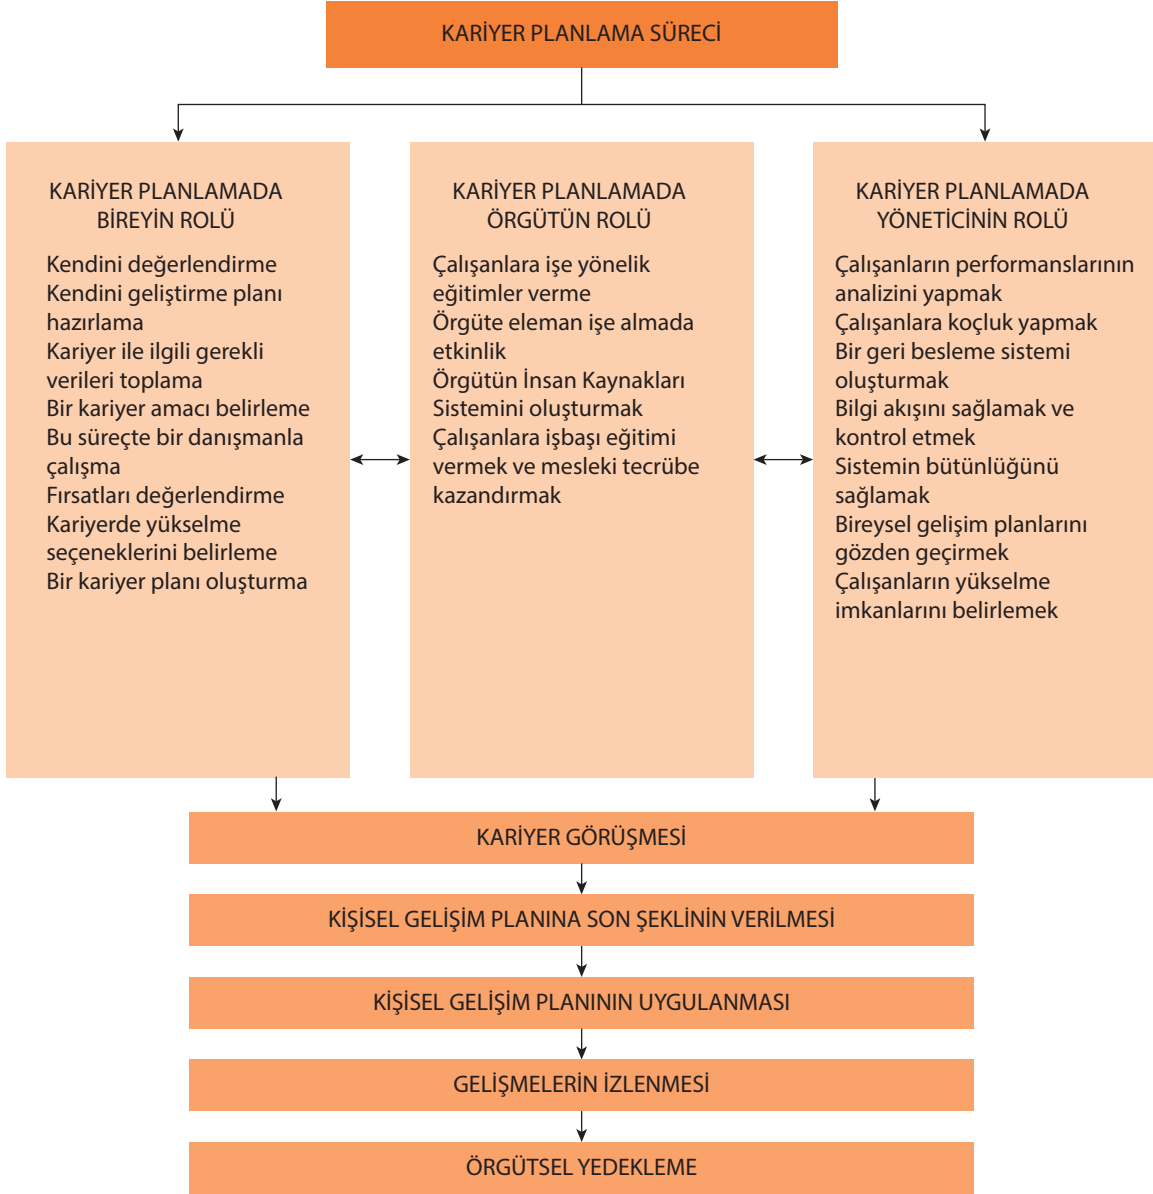 KARİYER PLANLAMA SÜRECİ
KARİYER PLANLAMADA
BİREYİN ROLÜ
Kendini değerlendirme
Kendini geliştirme planı
hazırlama
Kariyer ile ilgili gerekli
verileri toplama
Bir kariyer amacı belirleme
Bu süreçte bir danışmanla
çalışma
Fırsatları değerlendirme
Kariyerde yükselme
seçeneklerini belirleme
Bir kariyer planı oluşturma
KARİYER PLANLAMADA
ÖRGÜTÜN ROLÜ
Çalışanlara işe yönelik
eğitimler verme
Örgüte eleman işe almada
etkinlik
Örgütün İnsan Kaynakları
Sistemini oluşturmak
Çalışanlara işbaşı eğitimi
vermek ve mesleki tecrübe
kazandırmak
KARİYER PLANLAMADA
YÖNETİCİNİN ROLÜ
Çalışanların performanslarının
analizini yapmak
Çalışanlara koçluk yapmak
Bir geri besleme sistemi
oluşturmak
Bilgi akışını sağlamak ve
kontrol etmek
Sistemin bütünlüğünü
sağlamak
Bireysel gelişim planlarını
gözden geçirmek
Çalışanların yükselme
imkanlarını belirlemek
KARİYER GÖRÜŞMESİ
KİŞİSEL GELİŞİM PLANINA SON ŞEKLİNİN VERİLMESİ
KİŞİSEL GELİŞİM PLANININ UYGULANMASI
GELİŞMELERİN İZLENMESİ
ÖRGÜTSEL YEDEKLEME